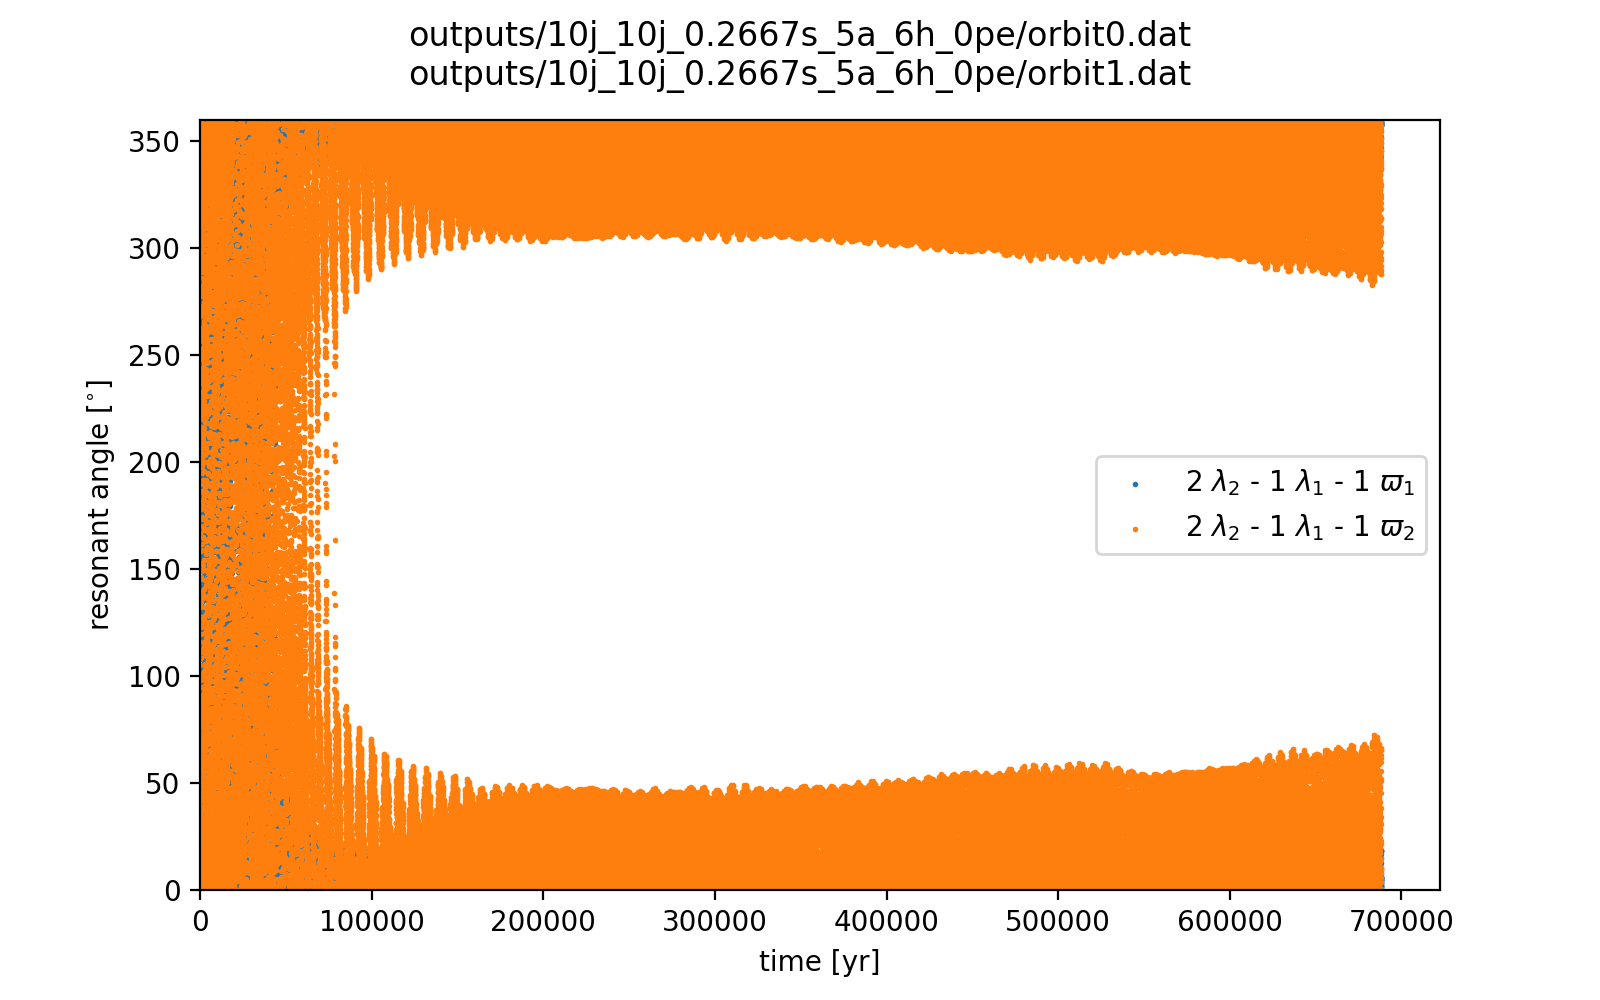 outputs/10j_10j_0.2667s_5a_6h_0pe/orbit0.dat
outputs/10j_10j_0.2667s_5a_6h_0pe/orbit1.dat
350
300
250
200
150
100
50
0
resonant angle [°]
2 λ₂ - 1 λ₁ - 1 ϖ₁
2 λ₂ - 1 λ₁ - 1 ϖ₂
0 100000 200000 300000 400000 500000 600000 700000
time [yr]